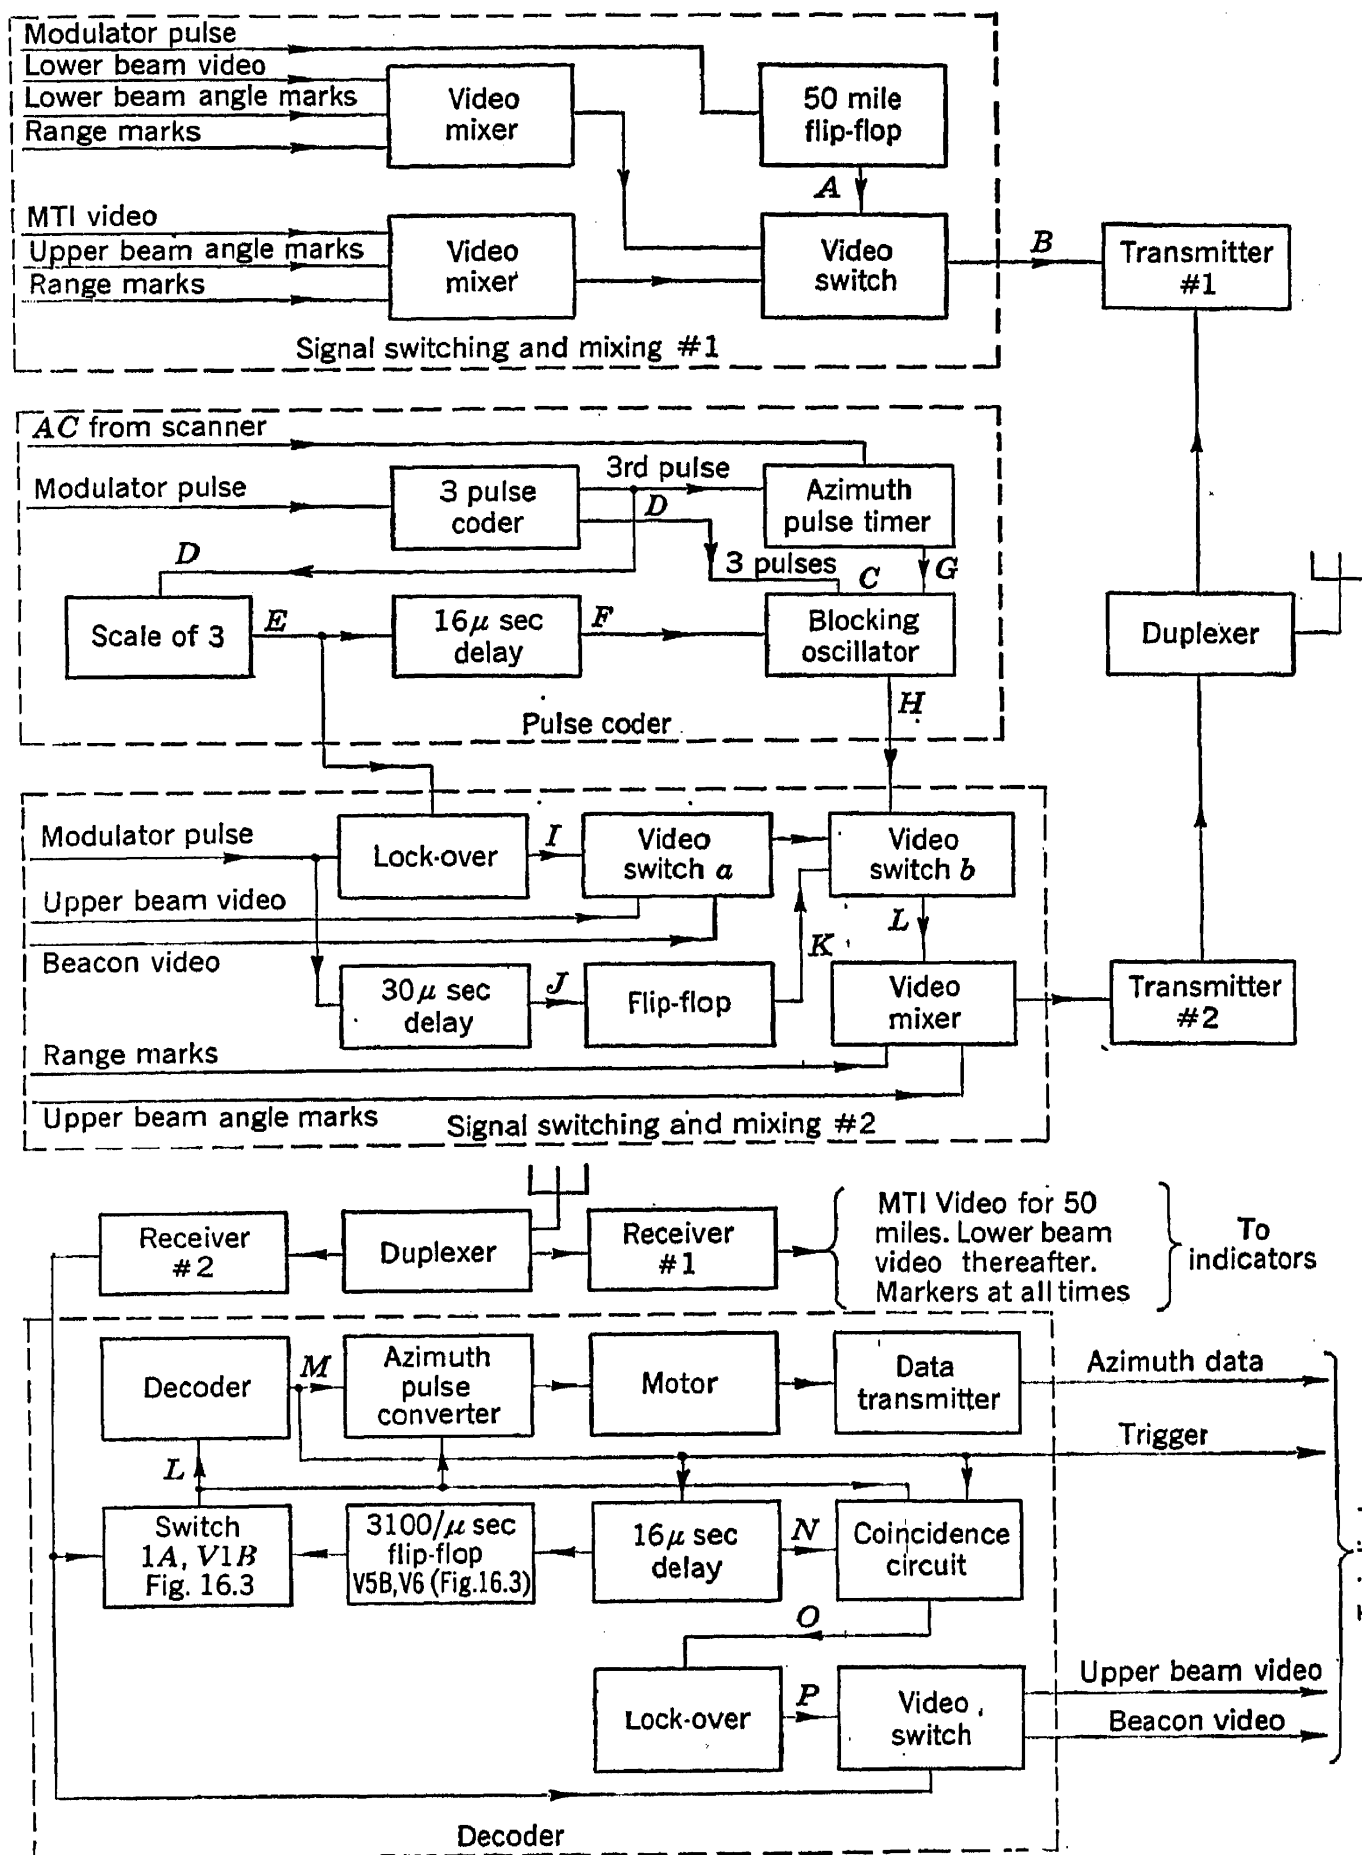 Modulator pulse
Lower beam video
Lower beam angle marks
Range marks
Video
mixer
50 mile
flip-flop
A
MTI video
Upper beam angle marks
Range marks
Video
mixer
Video
switch
B
Transmitter
#1
Signal switching and mixing #1
AC from scanner
Modulator pulse
3 pulse
coder
3rd pulse
D
Azimuth
pulse timer
D
3 pulses
C
G
Scale of 3
E
16μ sec
delay
F
Blocking
oscillator
Duplexer
H
Pulse coder
Modulator pulse
Lock-over
I
Video
switch a
Video
switch b
Upper beam video
L
K
Beacon video
30μ sec
delay
J
Flip-flop
Video
mixer
Transmitter
#2
Range marks
Upper beam angle marks
Signal switching and mixing #2
Receiver
#2
Duplexer
Receiver
#1
MTI Video for 50
miles. Lower beam
video thereafter.
Markers at all times
To
indicators
Decoder
M
Azimuth
pulse
converter
Motor
Data
transmitter
Azimuth data
Trigger
L
Switch
1A, V1B
Fig. 16.3
3100/μ sec
flip-flop
V5B, V6 (Fig.16.3)
16μ sec
delay
N
Coincidence
circuit
O
Lock-over
P
Video
switch
Upper beam video
Beacon video
Decoder